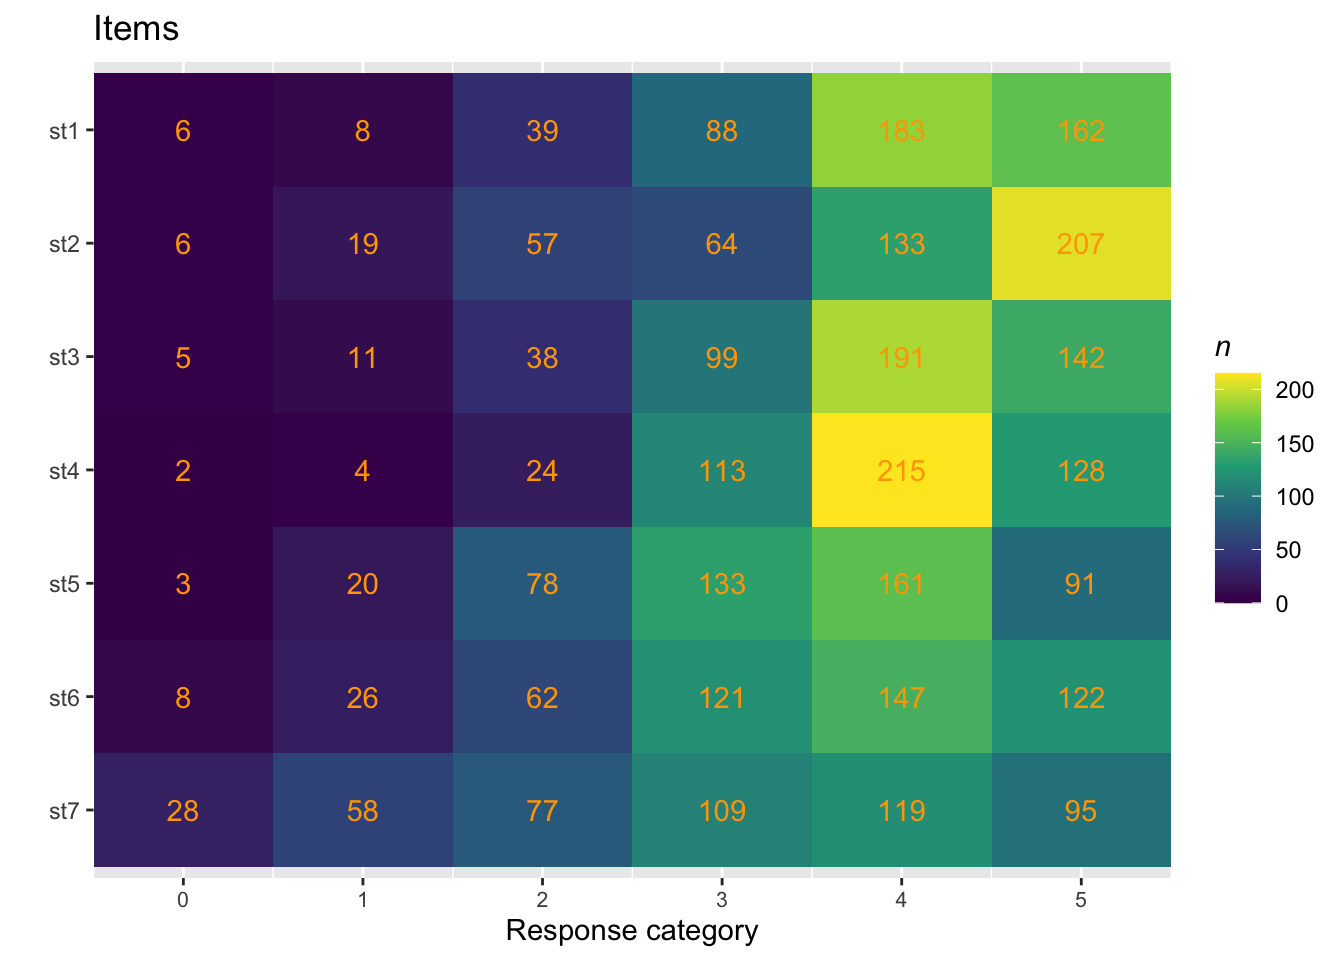 Items
st1 6 8 39 88 183 162
st2 6 19 57 64 133 207
st3 5 11 38 99 191 142
st4 2 4 24 113 215 128
st5 3 20 78 133 161 91
st6 8 26 62 121 147 122
st7 28 58 77 109 119 95
0 1 2 3 4 5
Response category
n
200
150
100
50
0